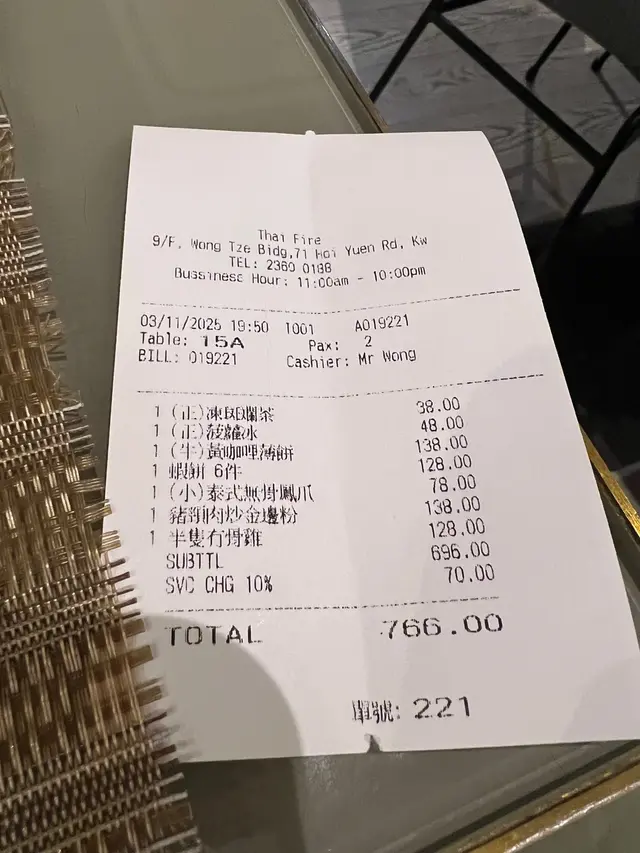 Thai Fire
9/F, Wong Tze Bidg,71 Hoi Yuen Rd, Kw
TEL: 2360 0188
Bussinese Hour: 11:00am - 10:00pm
03/11/2025 19:50 T001 A019221
Table: 15A Pax: 2
BILL: 019221 Cashier: Mr Wong
1 (正)凍斑斕茶 38.00
1 (正)菠蘿冰 48.00
1 (牛)黃咖哩薄餅 138.00
1 蝦餅 6件 128.00
1 (小)泰式無骨鳳爪 78.00
1 豬頸肉炒金邊粉 138.00
1 半隻冇骨雞 128.00
SUBTTL 696.00
SVC CHG 10% 70.00
TOTAL 766.00
單號: 221